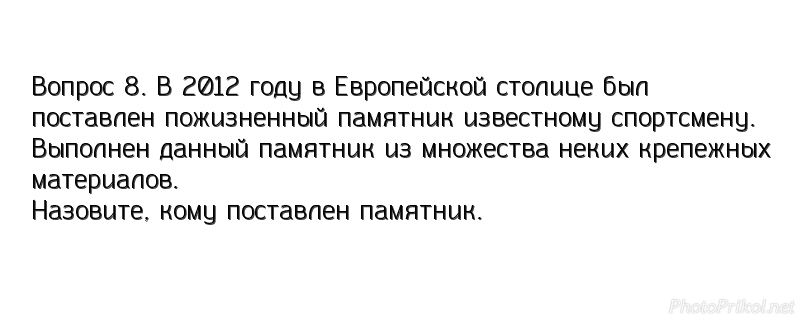 Вопрос 8. В 2012 году в Европейской столице был
поставлен пожизненный памятник известному спортсмену.
Выполнен данный памятник из множества неких крепежных
материалов.
Назовите, кому поставлен памятник.
PhotoPrikol.net